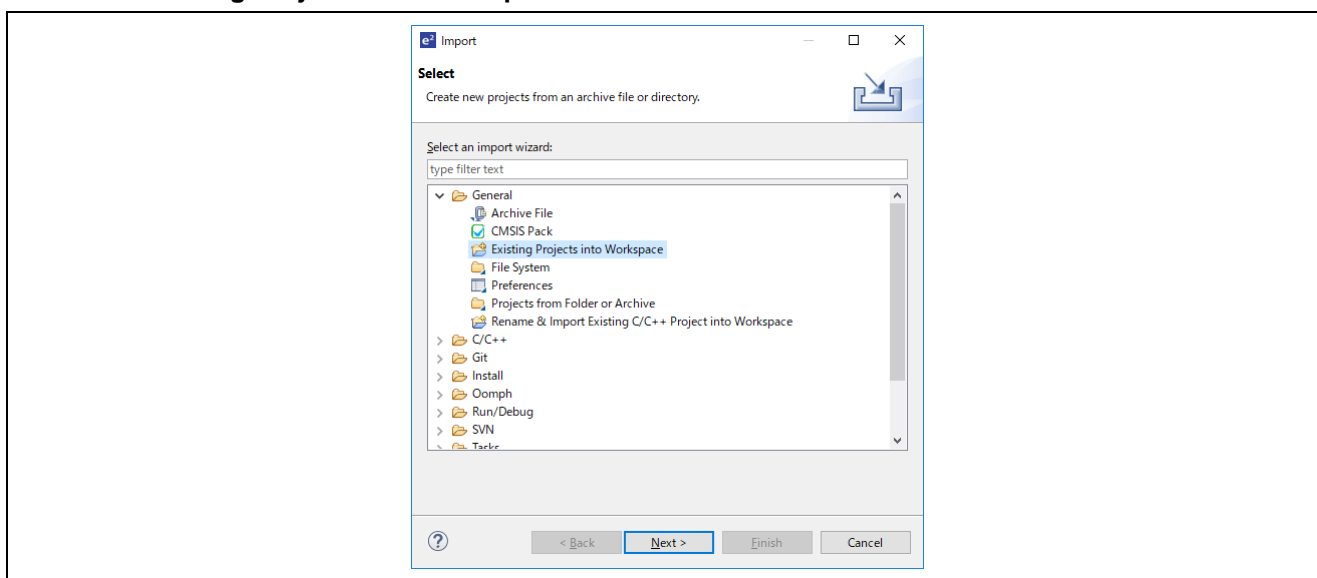 e² Import
Select
Create new projects from an archive file or directory.
Select an import wizard:
type filter text
General
Archive File
CMSIS Pack
Existing Projects into Workspace
File System
Preferences
Projects from Folder or Archive
Rename & Import Existing C/C++ Project into Workspace
C/C++
Git
Install
Oomph
Run/Debug
SVN
Tasks
? < Back Next > Finish Cancel